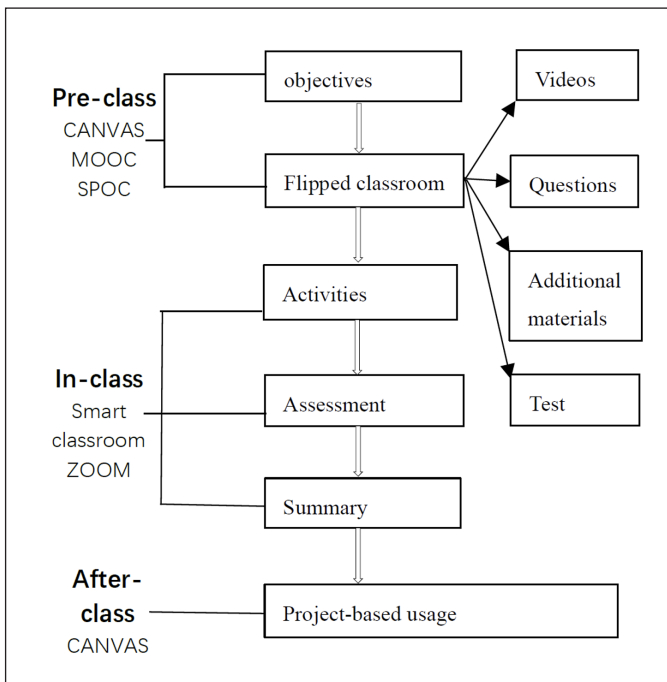 objectives
Videos
Pre-class
CANVAS
MOOC
SPOC
Flipped classroom
Questions
Activities
Additional
materials
In-class
Smart
classroom
ZOOM
Assessment
Test
Summary
After-
class
CANVAS
Project-based usage